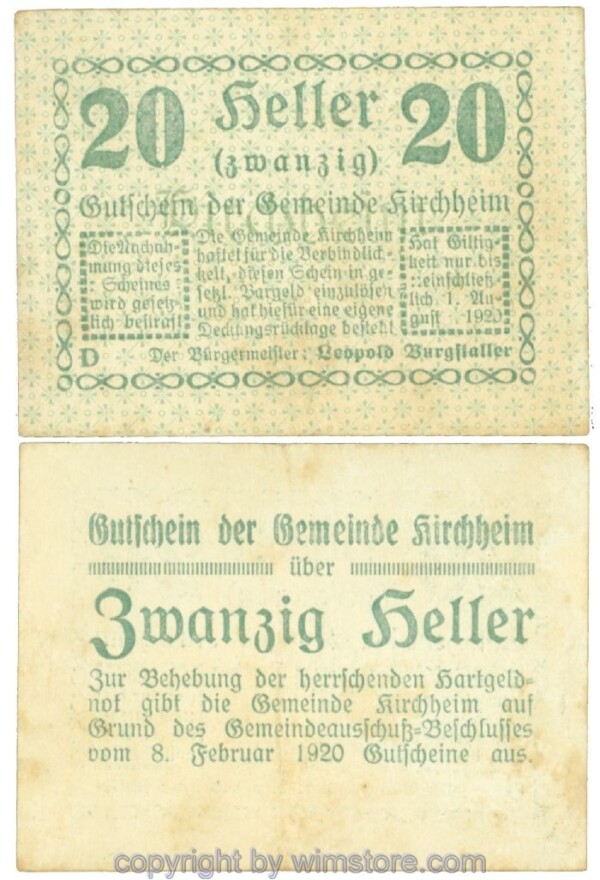 20 Heller 20
(zwanzig)
Gutschein der Gemeinde Kirchheim
Die Nachah-
mung dieses
: Scheines :
wird gesetz-
lich bestraft
Die Gemeinde Kirchheim
haftet für die Verbindlich-
keit, diesen Schein in ge-
setzl. Bargeld einzulösen
und hat hiefür eine eigene
Deckungsrücklage bestellt
Hat Giltig-
keit nur bis
:: einschließ-
lich 1. Au-
gust 1920
D Der Bürgermeister: Leopold Burgstaller
Gutschein der Gemeinde Kirchheim
über
Zwanzig Heller
Zur Behebung der herrschenden Hartgeld-
not gibt die Gemeinde Kirchheim auf
Grund des Gemeindeausschuß-Beschlusses
vom 8. Februar 1920 Gutscheine aus.
copyright by wimstore.com